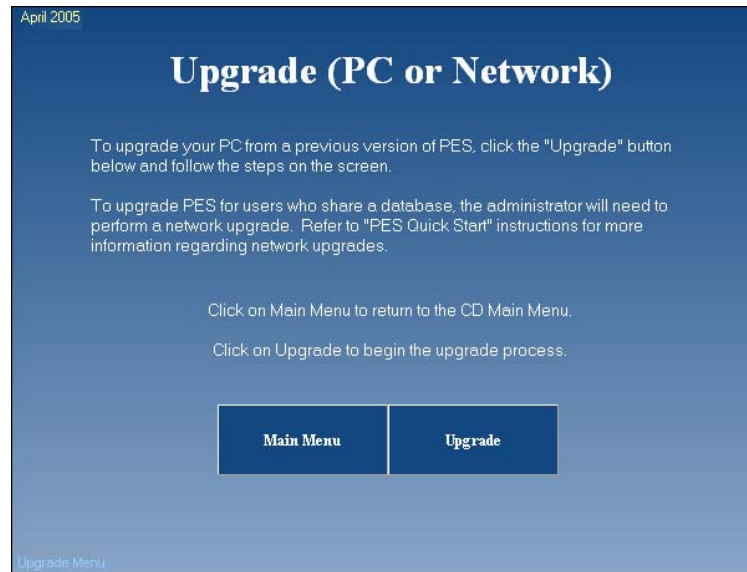 April 2005
Upgrade (PC or Network)
To upgrade your PC from a previous version of PES, click the "Upgrade" button
below and follow the steps on the screen.
To upgrade PES for users who share a database, the administrator will need to
perform a network upgrade.  Refer to "PES Quick Start" instructions for more
information regarding network upgrades.
Click on Main Menu to return to the CD Main Menu.
Click on Upgrade to begin the upgrade process.
Main Menu
Upgrade
Upgrade Menu